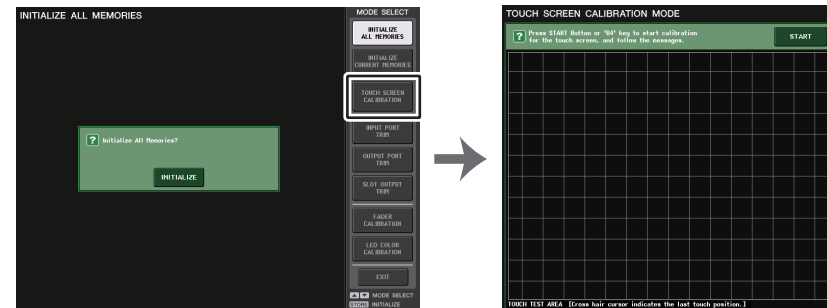 INITIALIZE ALL MEMORIES
? Initialize All Memories?
INITIALIZE
MODE SELECT
INITIALIZE
ALL MEMORIES
INITIALIZE
CURRENT MEMORIES
TOUCH SCREEN
CALIBRATION
INPUT PORT
TRIM
OUTPUT PORT
TRIM
SLOT OUTPUT
TRIM
FADER
CALIBRATION
LED COLOR
CALIBRATION
EXIT
MODE SELECT
STORE INITIALIZE
TOUCH SCREEN CALIBRATION MODE
? Press START Button or "B4" key to start calibration
for the touch screen, and follow the messages.
START
TOUCH TEST AREA [Cross hair cursor indicates the last touch position.]